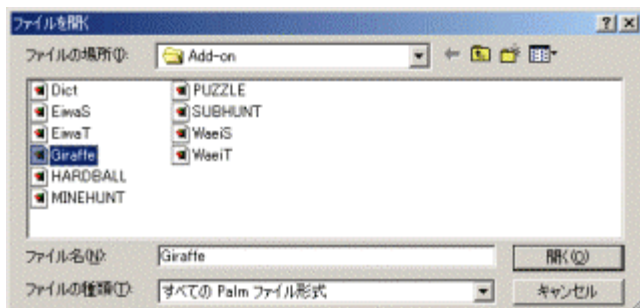 ファイルを開く
ファイルの場所(I):
Add-on
Dict
EiwaS
EiwaT
Giraffe
HARDBALL
MINEHUNT
PUZZLE
SUBHUNT
WaeiS
WaeiT
ファイル名(N):
Giraffe
開く(O)
ファイルの種類(T):
すべての Palm ファイル形式
キャンセル